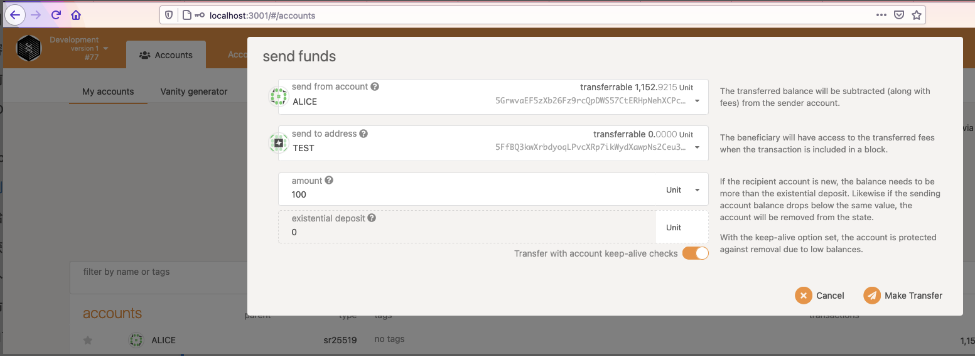 localhost:3001/#/accounts
Development
version 1
#77
Accounts
Acco
My accounts
Vanity generator
send funds
send from account
transferrable 1,152.9215 Unit
ALICE
The transferred balance will be subtracted (along with
fees) from the sender account.
send to address
transferrable 0.0000 Unit
TEST
The beneficiary will have access to the transferred fees
when the transaction is included in a block.
via
amount
100
Unit
If the recipient account is new, the balance needs to be
more than the existential deposit. Likewise if the sending
account balance drops below the same value, the
account will be removed from the state.
existential deposit
0
Unit
With the keep-alive option set, the account is protected
against removal due to low balances.
Transfer with account keep-alive checks
filter by name or tags
Cancel
Make Transfer
accounts
parent
type
tags
transactions
ALICE
sr25519
no tags
1,15